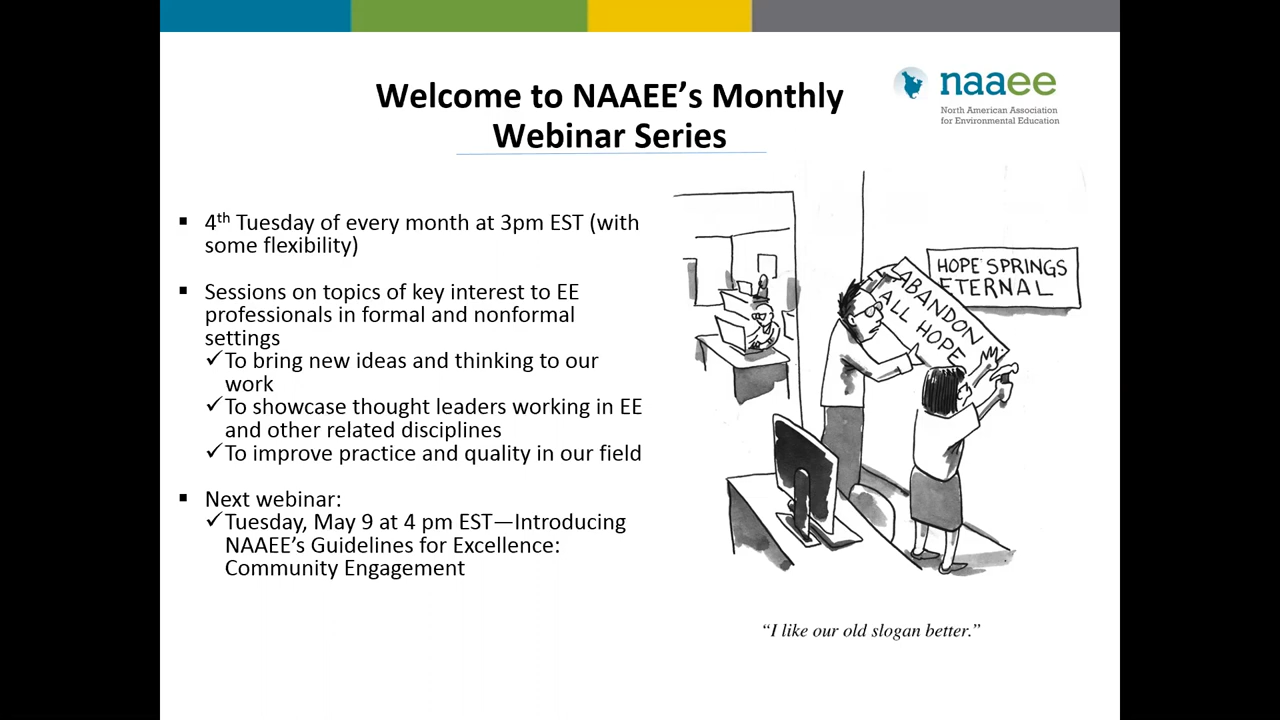 Welcome to NAAEE’s Monthly
Webinar Series
naaee
North American Association
for Environmental Education
▪ 4th Tuesday of every month at 3pm EST (with
some flexibility)
▪ Sessions on topics of key interest to EE
professionals in formal and nonformal
settings
✓To bring new ideas and thinking to our
work
✓To showcase thought leaders working in EE
and other related disciplines
✓To improve practice and quality in our field
▪ Next webinar:
✓Tuesday, May 9 at 4 pm EST—Introducing
NAAEE’s Guidelines for Excellence:
Community Engagement
HOPE SPRINGS
ETERNAL
ABANDON
ALL HOPE
“I like our old slogan better.”